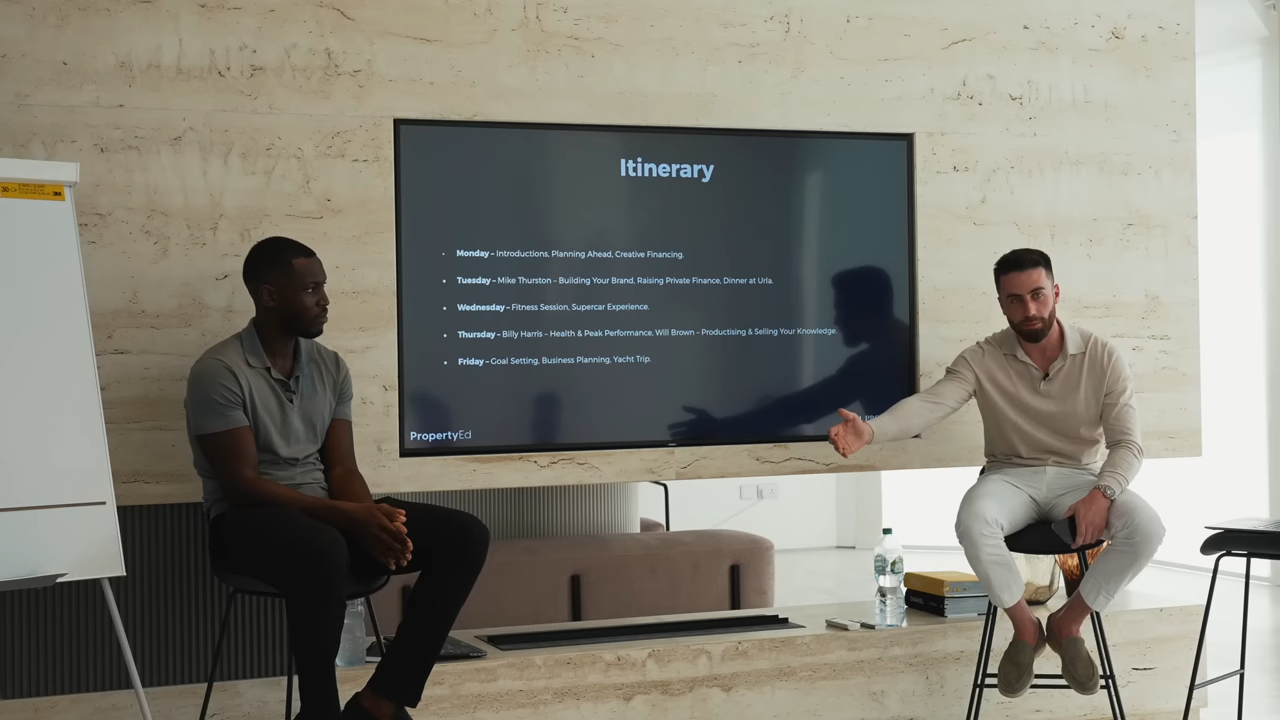 Itinerary
• Monday – Introductions, Planning Ahead, Creative Financing.
• Tuesday – Mike Thurston – Building Your Brand, Raising Private Finance, Dinner at Urla.
• Wednesday – Fitness Session, Supercar Experience.
• Thursday – Billy Harris – Health & Peak Performance, Will Brown – Productising & Selling Your Knowledge.
• Friday – Goal Setting, Business Planning, Yacht Trip.
PropertyEd
30
3M